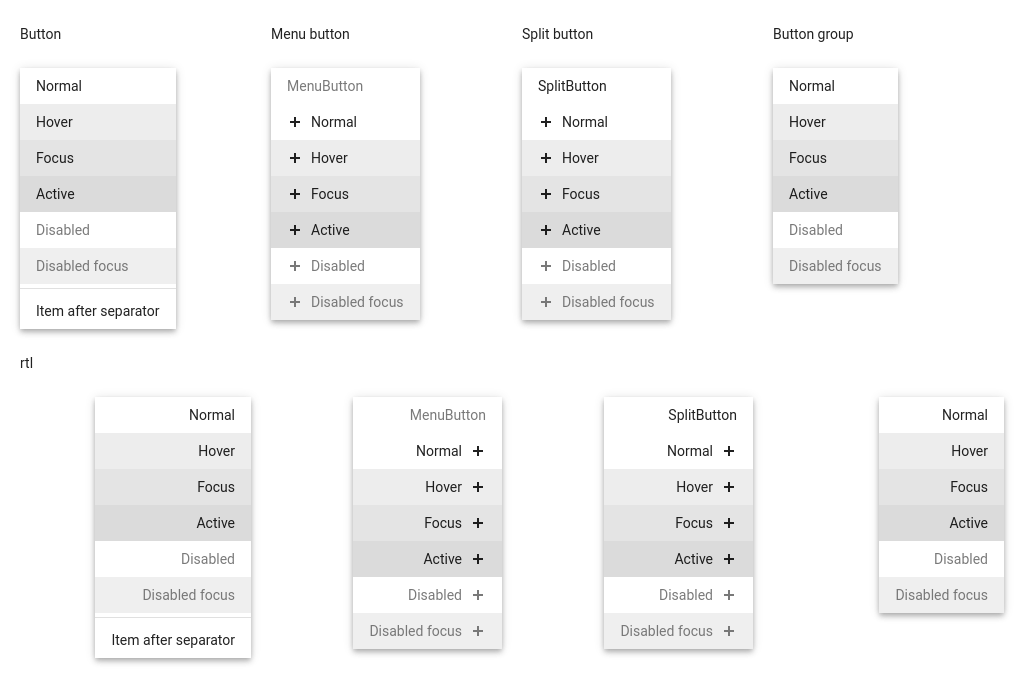 Button
Normal
Hover
Focus
Active
Disabled
Disabled focus
Item after separator
Menu button
MenuButton
Normal
Hover
Focus
Active
Disabled
Disabled focus
Split button
SplitButton
Normal
Hover
Focus
Active
Disabled
Disabled focus
Button group
Normal
Hover
Focus
Active
Disabled
Disabled focus
rtl
Normal
Hover
Focus
Active
Disabled
Disabled focus
Item after separator
MenuButton
Normal
Hover
Focus
Active
Disabled
Disabled focus
SplitButton
Normal
Hover
Focus
Active
Disabled
Disabled focus
Normal
Hover
Focus
Active
Disabled
Disabled focus